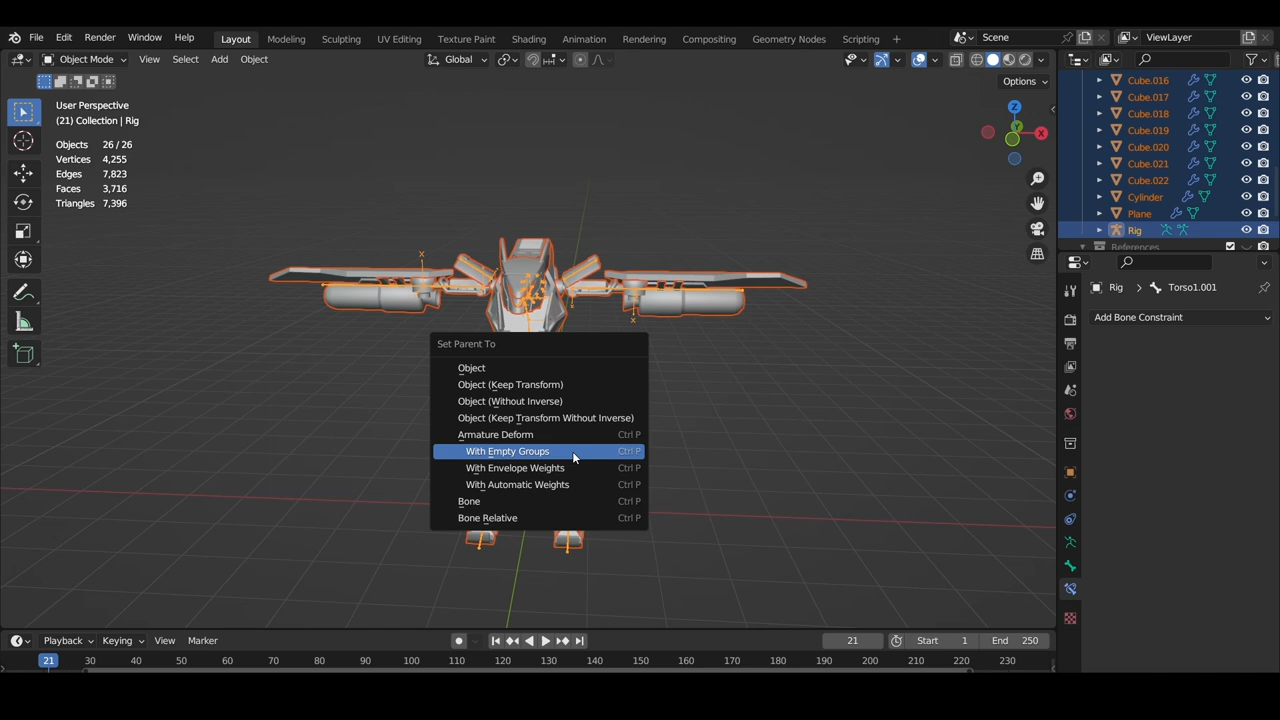 File Edit Render Window Help Layout Modeling Sculpting UV Editing Texture Paint Shading Animation Rendering Compositing Geometry Nodes Scripting + Scene ViewLayer
Object Mode View Select Add Object Global
Options
User Perspective
(21) Collection | Rig
Objects 26 / 26
Vertices 4,255
Edges 7,823
Faces 3,716
Triangles 7,396
Z
Y
X
Cube.016
Cube.017
Cube.018
Cube.019
Cube.020
Cube.021
Cube.022
Cylinder
Plane
Rig
References
Rig > Torso1.001
Add Bone Constraint
X
X
Set Parent To
Object
Object (Keep Transform)
Object (Without Inverse)
Object (Keep Transform Without Inverse)
Armature Deform Ctrl P
With Empty Groups Ctrl P
With Envelope Weights Ctrl P
With Automatic Weights Ctrl P
Bone Ctrl P
Bone Relative Ctrl P
Playback Keying View Marker 21 Start 1 End 250
21 30 40 50 60 70 80 90 100 110 120 130 140 150 160 170 180 190 200 210 220 230